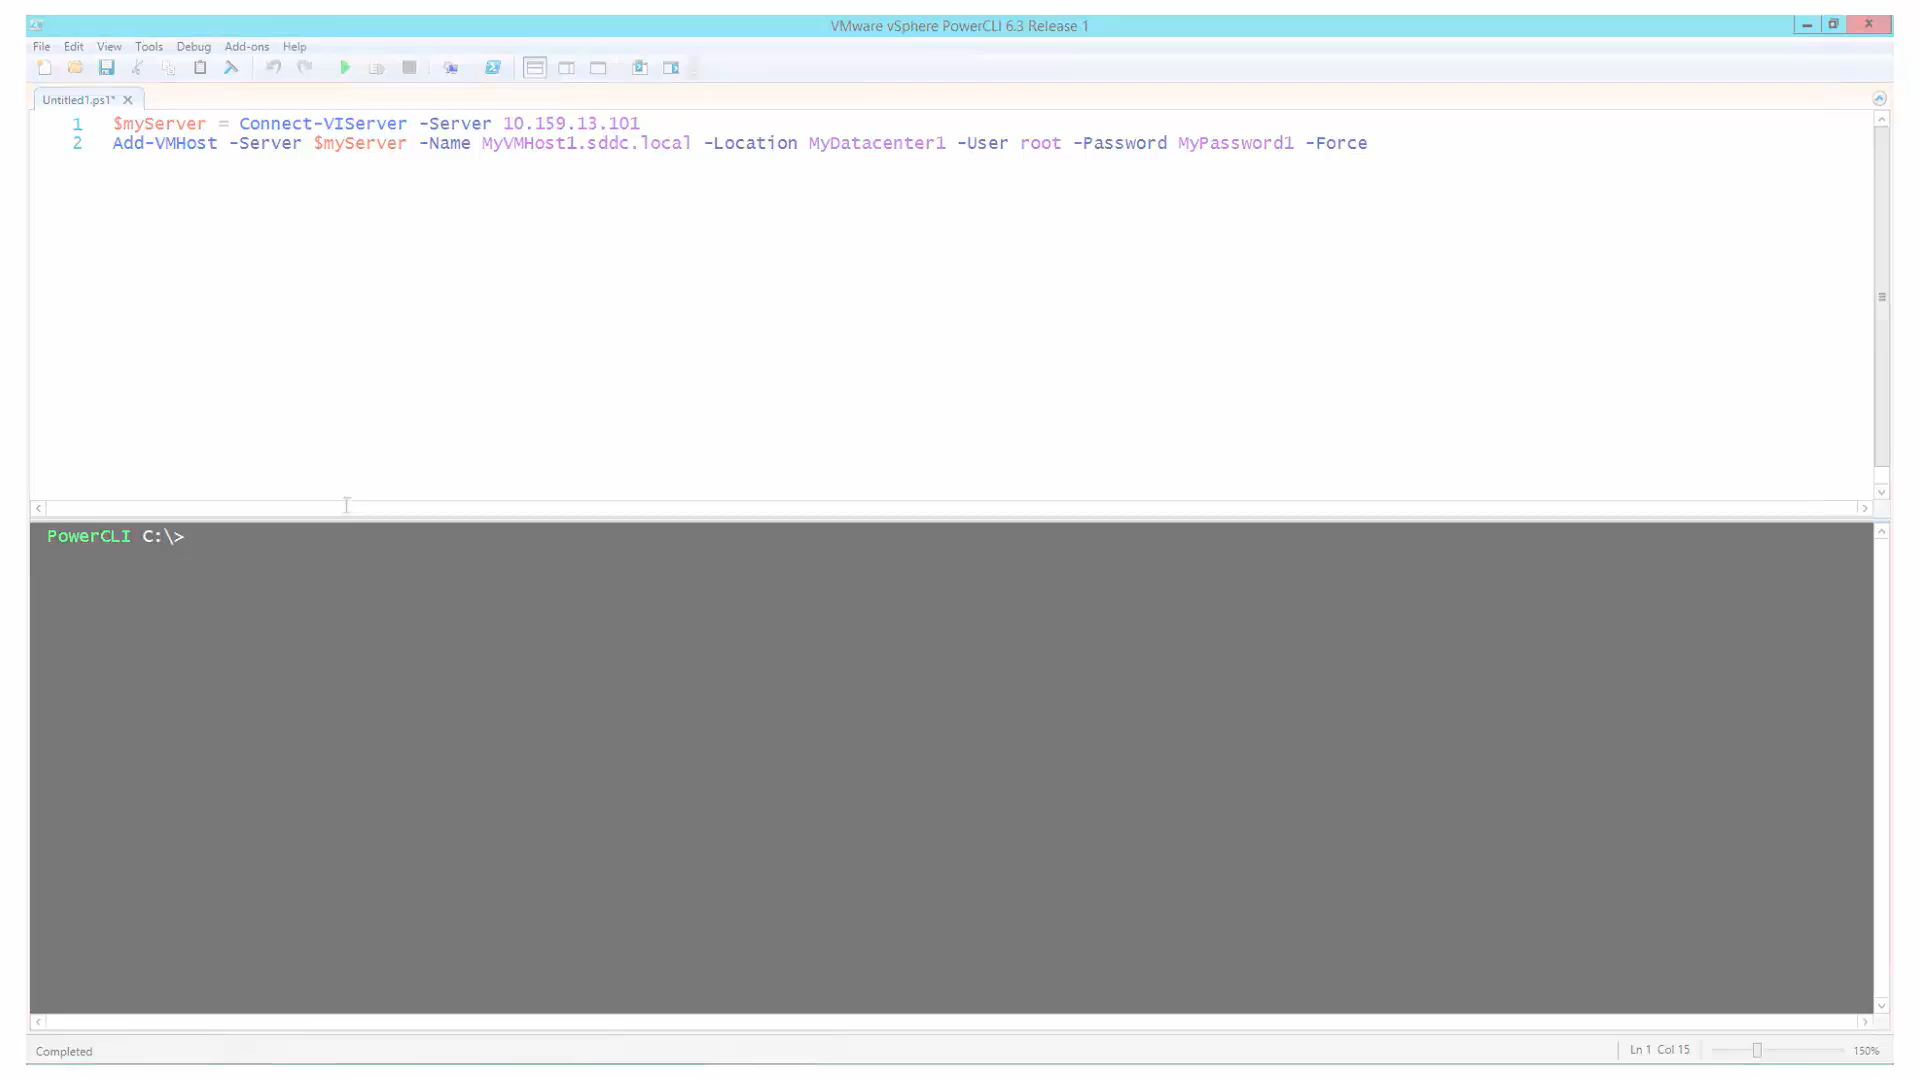 VMware vSphere PowerCLI 6.3 Release 1
File Edit View Tools Debug Add-ons Help
Untitled1.ps1*
1 $myServer = Connect-VIServer -Server 10.159.13.101
2 Add-VMHost -Server $myServer -Name MyVMHost1.sddc.local -Location MyDatacenter1 -User root -Password MyPassword1 -Force
PowerCLI C:\>
Completed
Ln 1 Col 15
150%